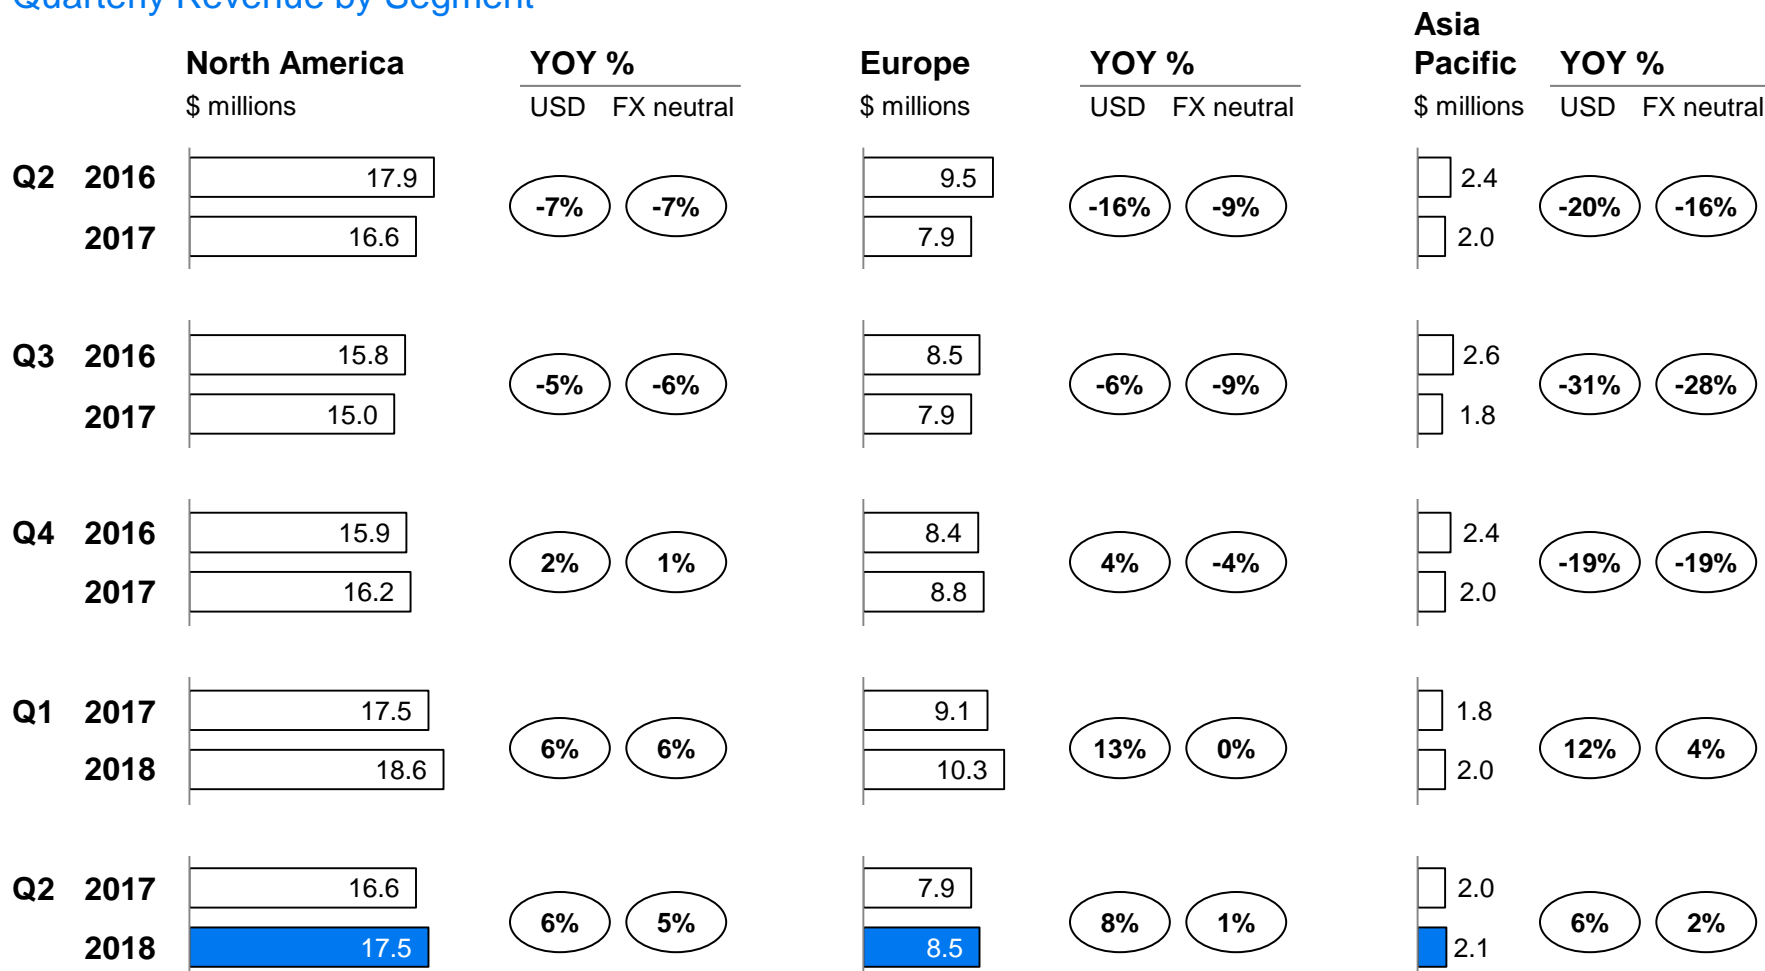 Quarterly Revenue by Segment
North America YOY % Europe YOY % Asia Pacific YOY %
$ millions USD FX neutral $ millions USD FX neutral $ millions USD FX neutral
Q2 2016 17.9 9.5 2.4
-7% -7% -16% -9% -20% -16%
2017 16.6 7.9 2.0
Q3 2016 15.8 8.5 2.6
-5% -6% -6% -9% -31% -28%
2017 15.0 7.9 1.8
Q4 2016 15.9 8.4 2.4
2% 1% 4% -4% -19% -19%
2017 16.2 8.8 2.0
Q1 2017 17.5 9.1 1.8
6% 6% 13% 0% 12% 4%
2018 18.6 10.3 2.0
Q2 2017 16.6 7.9 2.0
6% 5% 8% 1% 6% 2%
2018 17.5 8.5 2.1